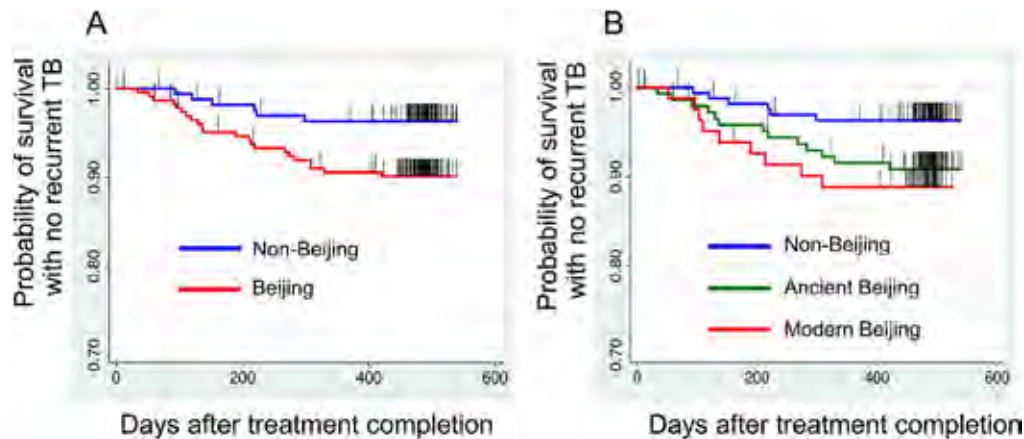 A
Probability of survival
with no recurrent TB
1.00
0.90
0.80
0.70
Non-Beijing
Beijing
0
200
400
600
Days after treatment completion
B
Probability of survival
with no recurrent TB
1.00
0.90
0.80
0.70
Non-Beijing
Ancient Beijing
Modern Beijing
0
200
400
600
Days after treatment completion